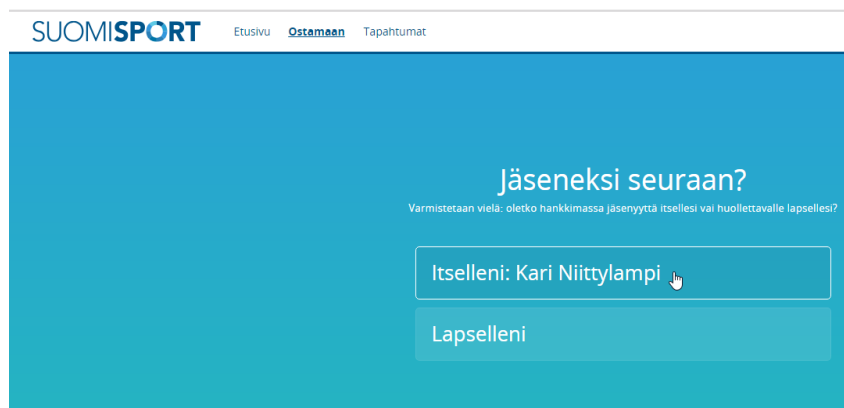 SUOMISPORT Etusivu Ostamaan Tapahtumat
Jäseneksi seuraan?
Varmistetaan vielä: oletko hankkimassa jäsenyyttä itsellesi vai huollettavalle lapsellesi?
Itselleni: Kari Niittylampi
Lapselleni